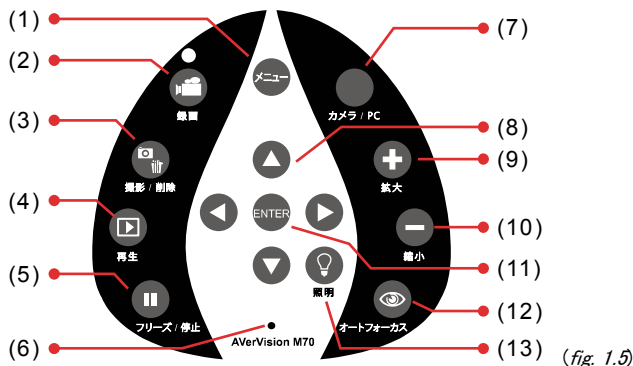 (1)
(2)
(3)
(4)
(5)
(6)
(7)
(8)
(9)
(10)
(11)
(12)
(13)
メニュー
録画
カメラ / PC
撮影 / 削除
拡大
再生
ENTER
縮小
照明
フリーズ / 停止
オートフォーカス
AVerVision M70
(fig. 1.5)